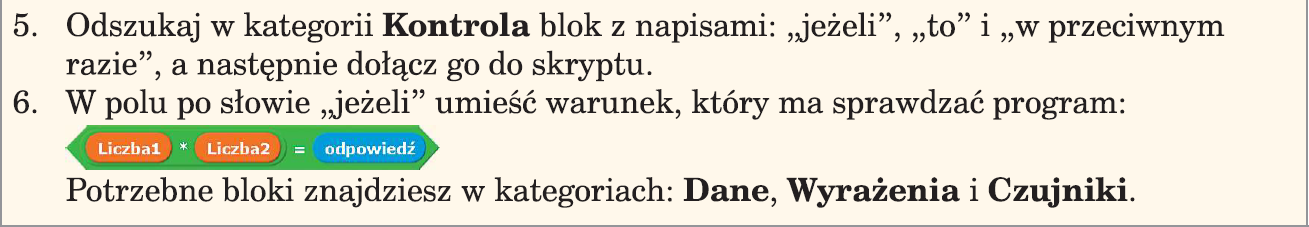 5. Odszukaj w kategorii Kontrola blok z napisami: „jeżeli”, „to” i „w przeciwnym
razie”, a następnie dołącz go do skryptu.
6. W polu po słowie „jeżeli” umieść warunek, który ma sprawdzać program:
Liczba1 * Liczba2 = odpowiedź
Potrzebne bloki znajdziesz w kategoriach: Dane, Wyrażenia i Czujniki.